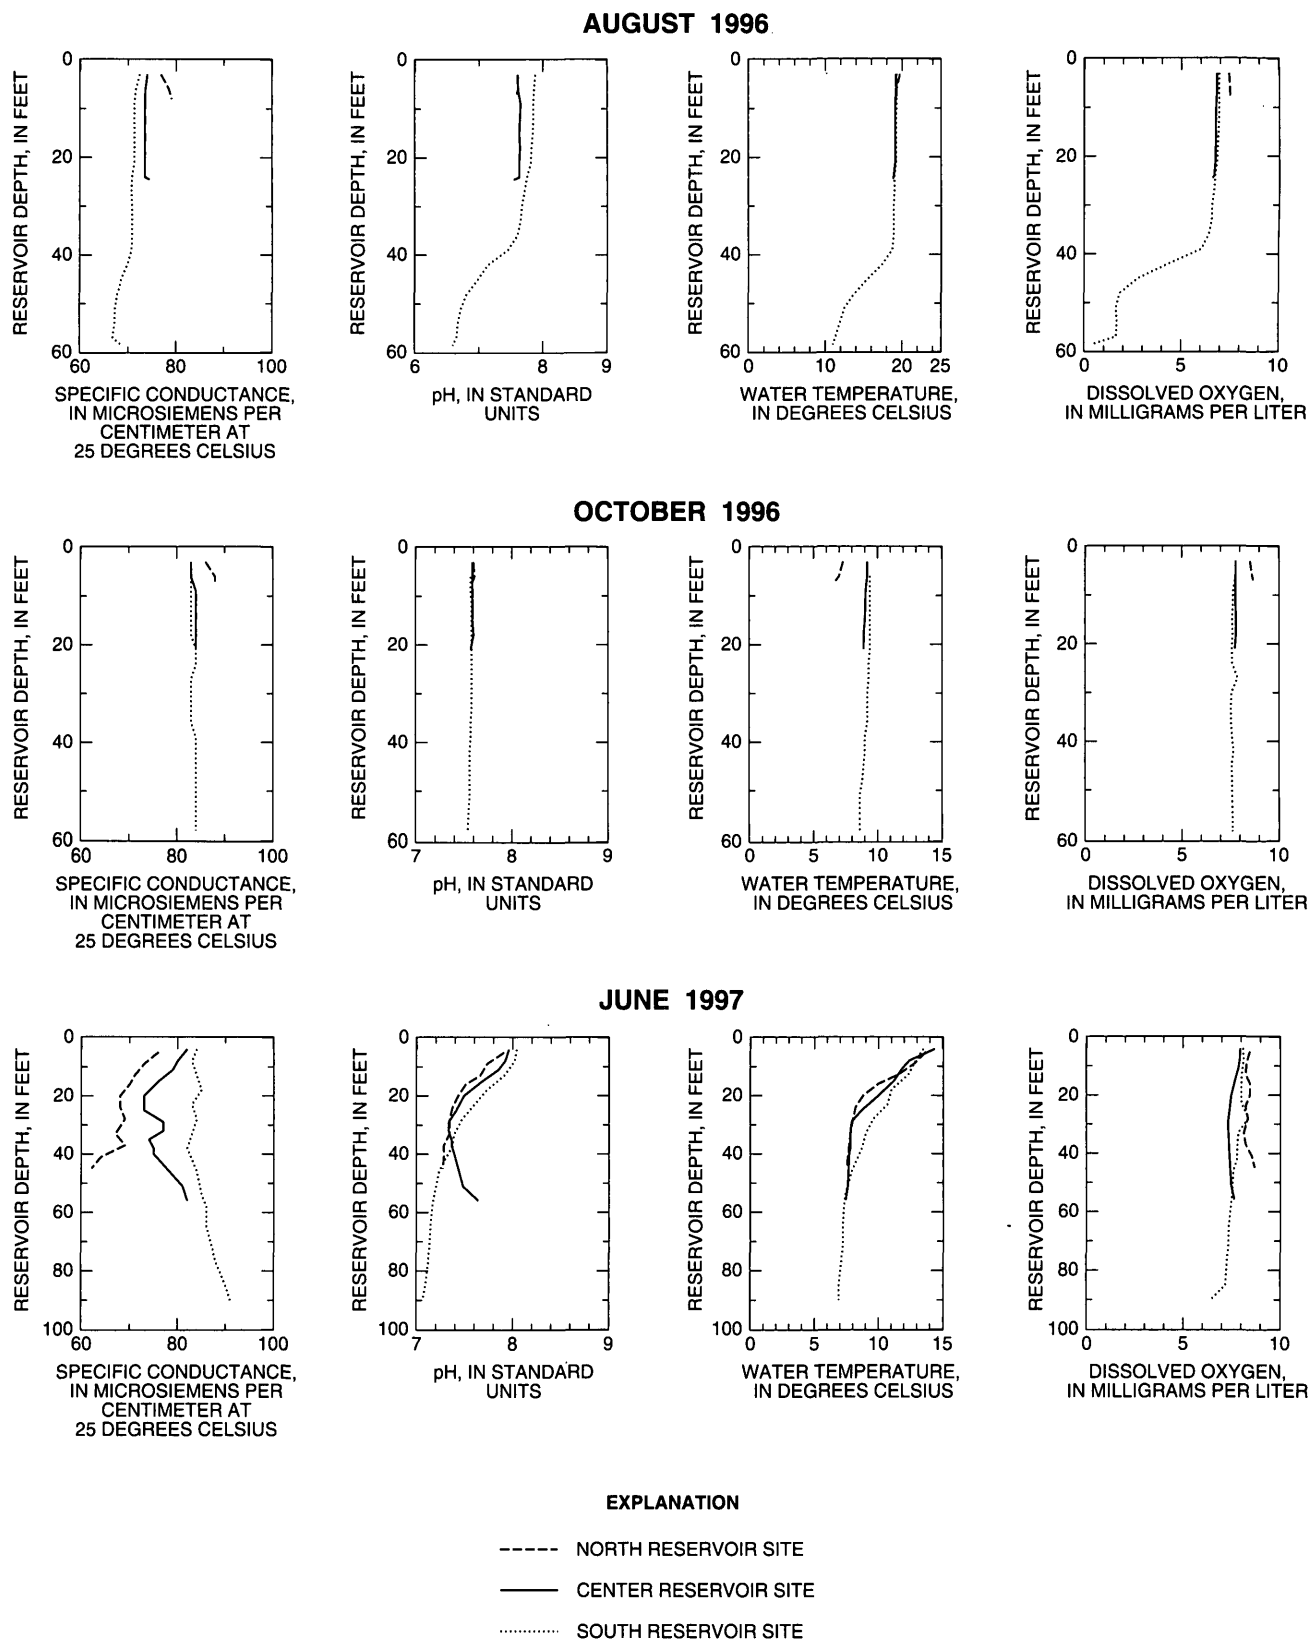 AUGUST 1996
RESERVOIR DEPTH, IN FEET
0
20
40
60
60
80
100
SPECIFIC CONDUCTANCE,
IN MICROSIEMENS PER
CENTIMETER AT
25 DEGREES CELSIUS
RESERVOIR DEPTH, IN FEET
0
20
40
60
6
7
8
9
pH, IN STANDARD
UNITS
RESERVOIR DEPTH, IN FEET
0
20
40
60
0
10
20
25
WATER TEMPERATURE,
IN DEGREES CELSIUS
RESERVOIR DEPTH, IN FEET
0
20
40
60
0
5
10
DISSOLVED OXYGEN,
IN MILLIGRAMS PER LITER
OCTOBER 1996
RESERVOIR DEPTH, IN FEET
0
20
40
60
60
80
100
SPECIFIC CONDUCTANCE,
IN MICROSIEMENS PER
CENTIMETER AT
25 DEGREES CELSIUS
RESERVOIR DEPTH, IN FEET
0
20
40
60
7
8
9
pH, IN STANDARD
UNITS
RESERVOIR DEPTH, IN FEET
0
20
40
60
0
5
10
15
WATER TEMPERATURE,
IN DEGREES CELSIUS
RESERVOIR DEPTH, IN FEET
0
20
40
60
0
5
10
DISSOLVED OXYGEN,
IN MILLIGRAMS PER LITER
JUNE 1997
RESERVOIR DEPTH, IN FEET
0
20
40
60
80
100
60
80
100
SPECIFIC CONDUCTANCE,
IN MICROSIEMENS PER
CENTIMETER AT
25 DEGREES CELSIUS
RESERVOIR DEPTH, IN FEET
0
20
40
60
80
100
7
8
9
pH, IN STANDARD
UNITS
RESERVOIR DEPTH, IN FEET
0
20
40
60
80
100
0
5
10
15
WATER TEMPERATURE,
IN DEGREES CELSIUS
RESERVOIR DEPTH, IN FEET
0
20
40
60
80
100
0
5
10
DISSOLVED OXYGEN,
IN MILLIGRAMS PER LITER
EXPLANATION
NORTH RESERVOIR SITE
CENTER RESERVOIR SITE
SOUTH RESERVOIR SITE